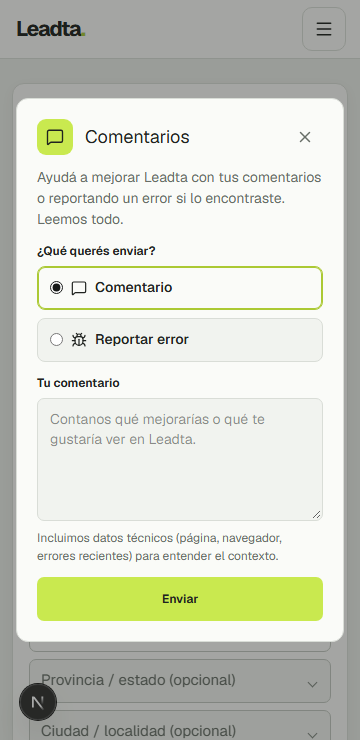 Leadta.
Comentarios
Ayudá a mejorar Leadta con tus comentarios
o reportando un error si lo encontraste.
Leemos todo.
¿Qué querés enviar?
Comentario
Reportar error
Tu comentario
Contanos qué mejorarías o qué te
gustaría ver en Leadta.
Incluimos datos técnicos (página, navegador,
errores recientes) para entender el contexto.
Enviar
Provincia / estado (opcional)
N
Ciudad / localidad (opcional)